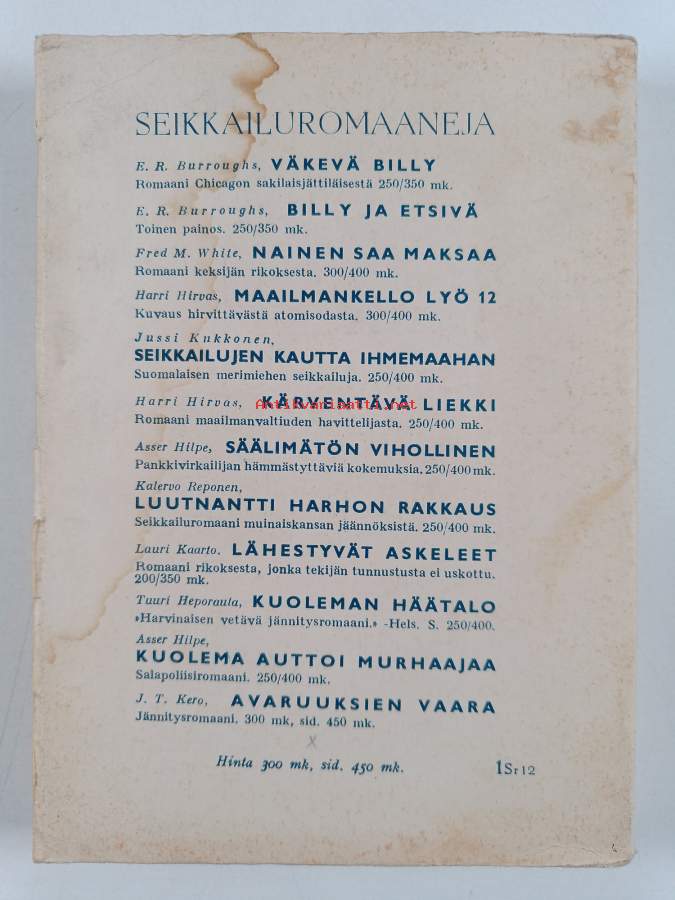 SEIKKAILUROMAANEJA
E. R. Burroughs, VÄKEVÄ BILLY
Romaani Chicagon sakilaisjättiläisestä 250/350 mk.
E. R. Burroughs, BILLY JA ETSIVÄ
Toinen painos. 250/350 mk.
Fred M. White, NAINEN SAA MAKSAA
Romaani keksijän rikoksesta. 300/400 mk.
Harri Hirvas, MAAILMANKELLO LYÖ 12
Kuvaus hirvittävästä atomisodasta. 300/400 mk.
Jussi Kukkonen,
SEIKKAILUJEN KAUTTA IHMEMAAHAN
Suomalaisen merimiehen seikkailuja. 250/400 mk.
Harri Hirvas, KÄRVENTÄVÄ LIEKKI
Antikvariaatti.net
Romaani maailmanvaltiuden havittelijasta. 250/400 mk.
Asser Hilpe, SÄÄLIMÄTÖN VIHOLLINEN
Pankkivirkailijan hämmästyttäviä kokemuksia. 250/400 mk.
Kalervo Reponen,
LUUTNANTTI HARHON RAKKAUS
Seikkailuromaani muinaiskansan jäännöksistä. 250/400 mk.
Lauri Kaarto. LÄHESTYVÄT ASKELEET
Romaani rikoksesta, jonka tekijän tunnustusta ei uskottu.
200/350 mk.
Tuuri Heporauta, KUOLEMAN HÄÄTALO
»Harvinaisen vetävä jännitysromaani.» -Hels. S. 250/400.
Asser Hilpe,
KUOLEMA AUTTOI MURHAAJAA
Salapoliisiromaani. 250/400 mk.
J. T. Kero, AVARUUKSIEN VAARA
Jännitysromaani. 300 mk, sid. 450 mk.
x
Hinta 300 mk, sid. 450 mk. 1Sr12